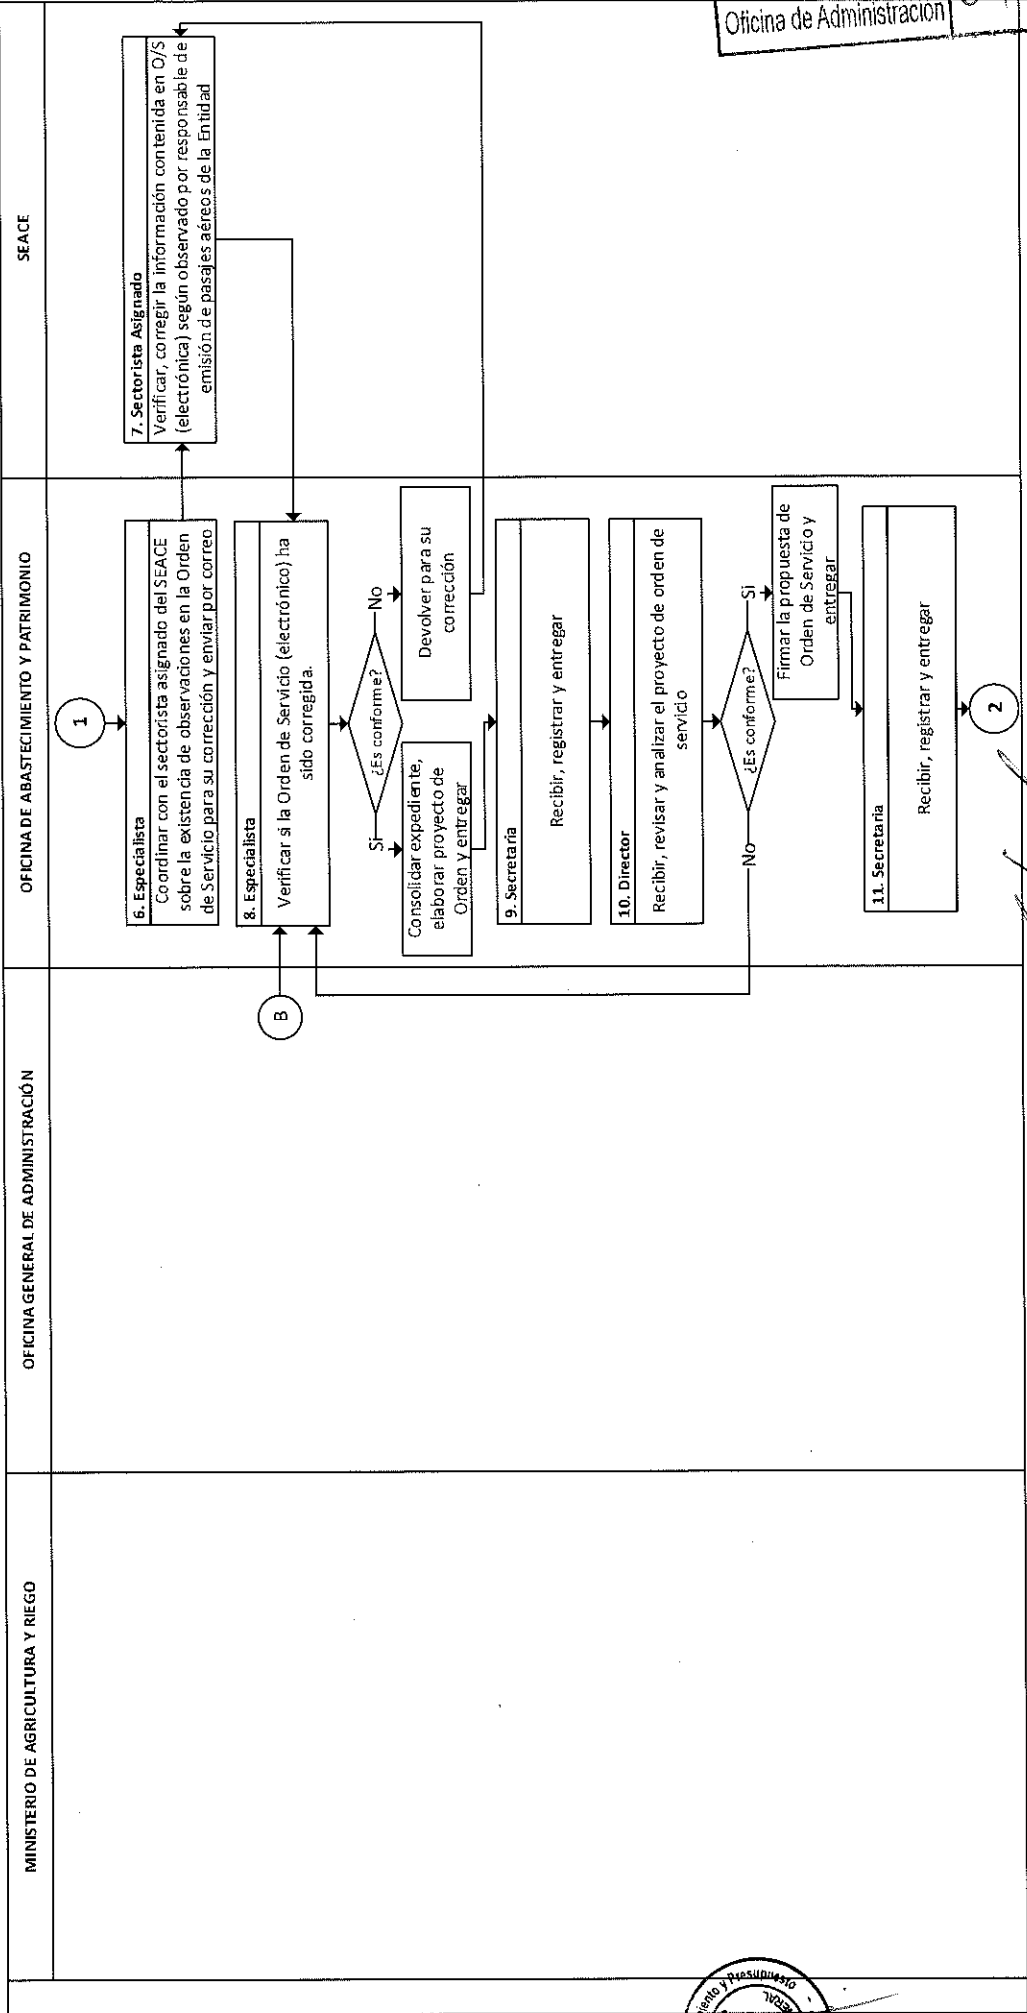 MINISTERIO DE AGRICULTURA Y RIEGO
OFICINA GENERAL DE ADMINISTRACIÓN
OFICINA DE ABASTECIMIENTO Y PATRIMONIO
SEACE
1
6. Especialista
Coordinar con el sectorista asignado del SEACE
sobre la existencia de observaciones en la Orden
de Servicio para su corrección y enviar por correo
7. Sectorista Asignado
Verificar, corregir la información contenida en O/S
(electrónica) según observado por responsable de
emisión de pasajes aéreos de la Entidad
B
8. Especialista
Verificar si la Orden de Servicio (electrónico) ha
sido corregida.
¿Es conforme?
Si
No
Consolidar expediente,
elaborar proyecto de
Orden y entregar
Devolver para su
corrección
9. Secretaria
Recibir, registrar y entregar
10. Director
Recibir, revisar y analizar el proyecto de orden de
servicio
¿Es conforme?
No
Si
Firmar la propuesta de
Orden de Servicio y
entregar
11. Secretaria
Recibir, registrar y entregar
2
Oficina de Administración
y Presupuesto